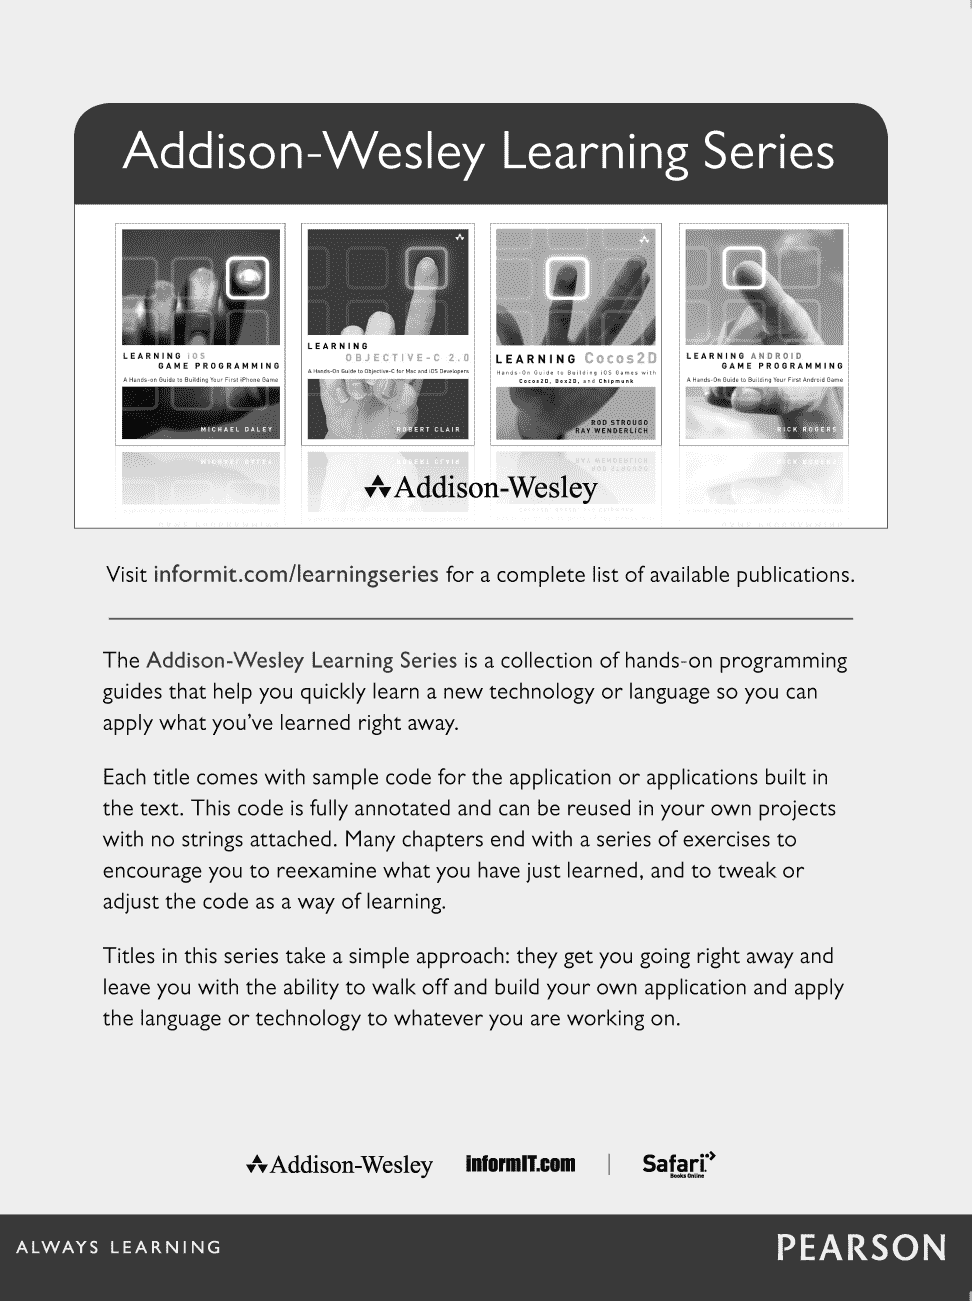 Addison-Wesley Learning Series
LEARNING iOS
GAME PROGRAMMING
A Hands-on Guide to Building Your First iPhone Game
MICHAEL DALEY
LEARNING
OBJECTIVE-C 2.0
A Hands-On Guide to Objective-C for Mac and iOS Developers
ROBERT CLAIR
LEARNING Cocos2D
Hands-On Guide to Building iOS Games with
Cocos2D, Box2D, and Chipmunk
ROD STROUGO
RAY WENDERLICH
LEARNING ANDROID
GAME PROGRAMMING
A Hands-On Guide to Building Your First Android Game
RICK ROGERS
Addison-Wesley
Visit informit.com/learningseries for a complete list of available publications.
The Addison-Wesley Learning Series is a collection of hands-on programming
guides that help you quickly learn a new technology or language so you can
apply what you’ve learned right away.
Each title comes with sample code for the application or applications built in
the text. This code is fully annotated and can be reused in your own projects
with no strings attached. Many chapters end with a series of exercises to
encourage you to reexamine what you have just learned, and to tweak or
adjust the code as a way of learning.
Titles in this series take a simple approach: they get you going right away and
leave you with the ability to walk off and build your own application and apply
the language or technology to whatever you are working on.
Addison-Wesley informIT.com | Safari
Books Online
ALWAYS LEARNING PEARSON